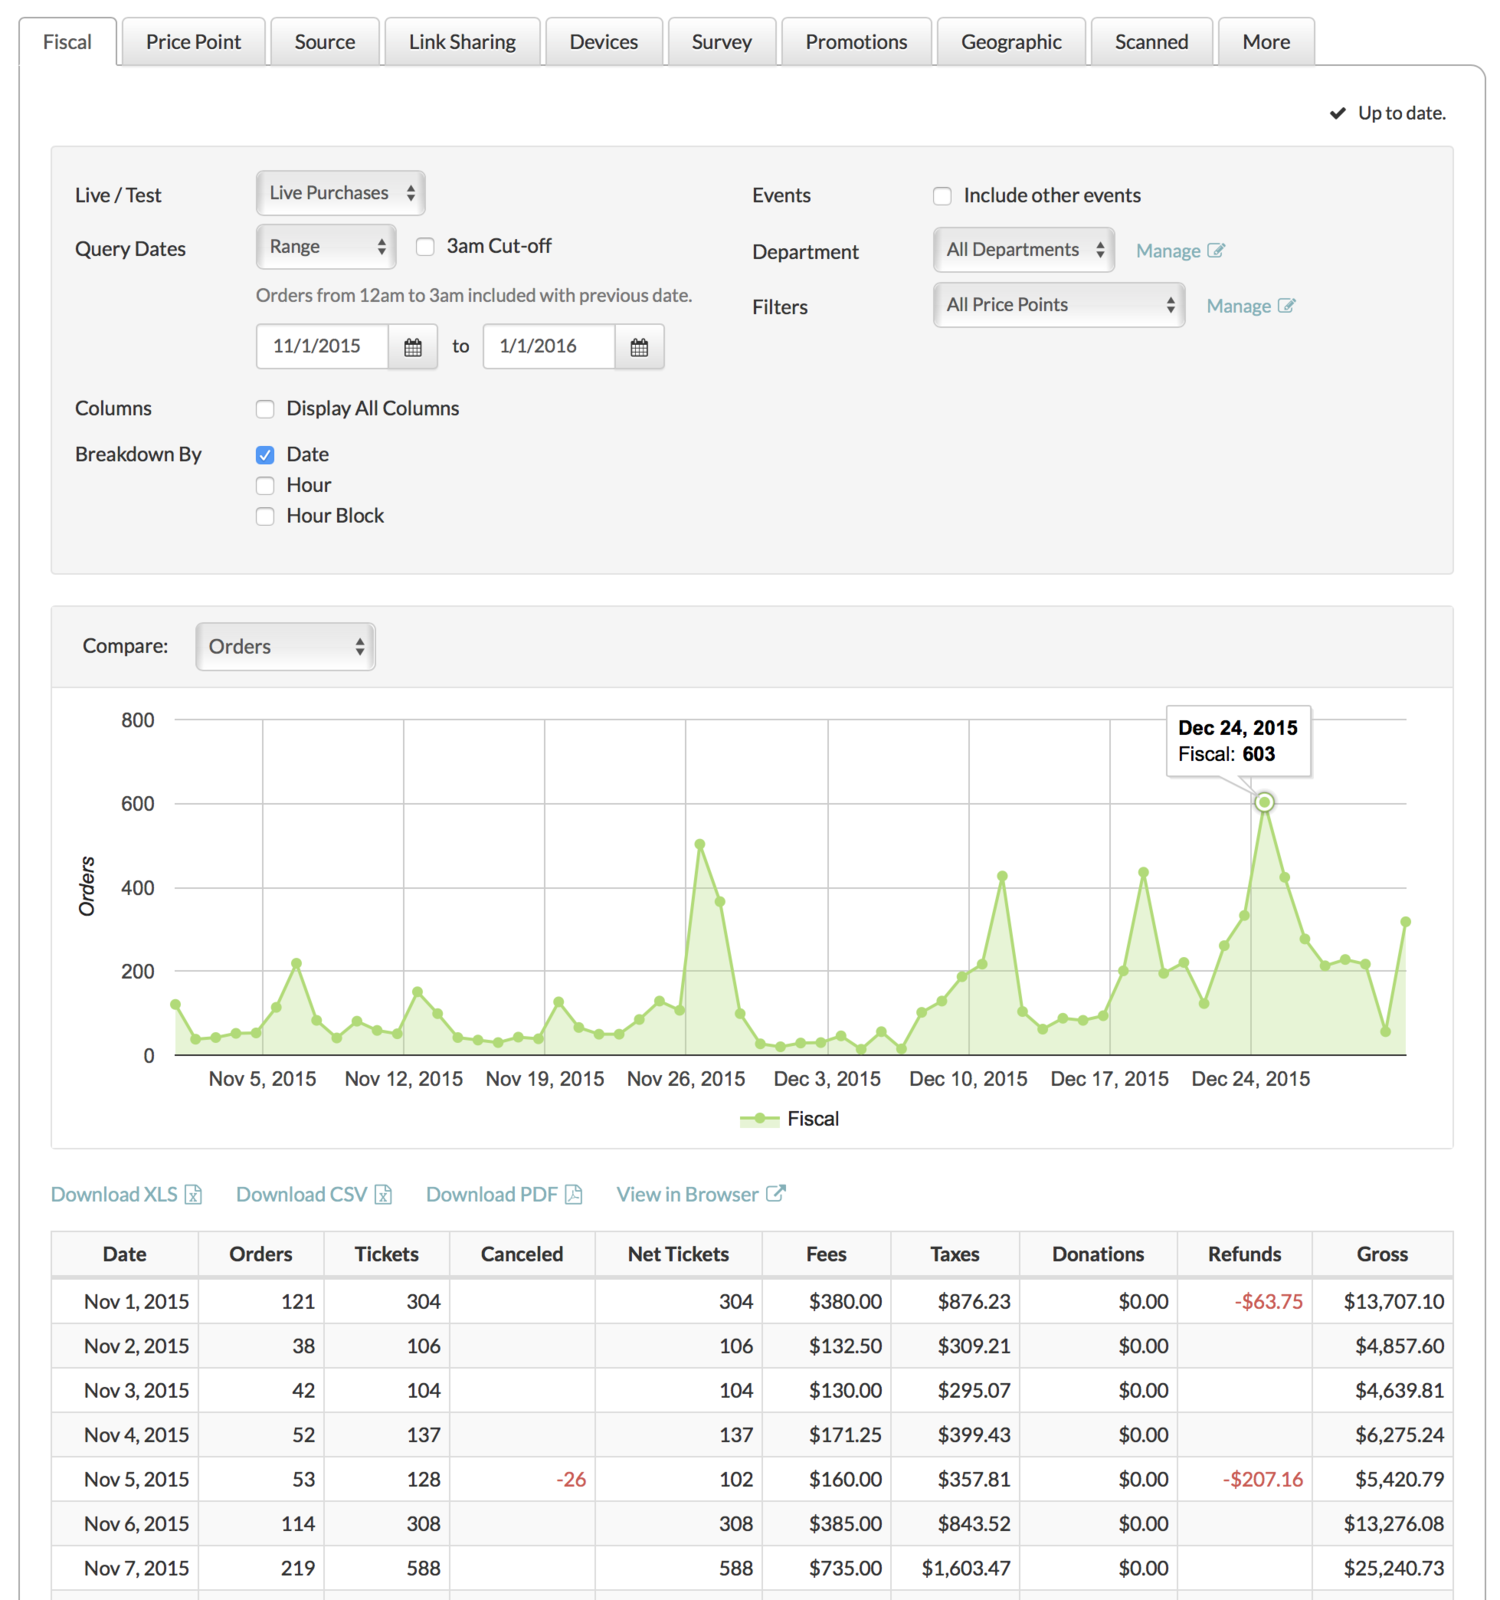 Fiscal Price Point Source Link Sharing Devices Survey Promotions Geographic Scanned More
Up to date.
Live / Test Live Purchases Events Include other events
Query Dates Range 3am Cut-off Department All Departments Manage
Orders from 12am to 3am included with previous date. Filters All Price Points Manage
11/1/2015 to 1/1/2016
Columns Display All Columns
Breakdown By Date
Hour
Hour Block
Compare: Orders
Dec 24, 2015
Fiscal: 603
800
600
400
200
0
Orders
Nov 5, 2015 Nov 12, 2015 Nov 19, 2015 Nov 26, 2015 Dec 3, 2015 Dec 10, 2015 Dec 17, 2015 Dec 24, 2015
Fiscal
Download XLS Download CSV Download PDF View in Browser
Date Orders Tickets Canceled Net Tickets Fees Taxes Donations Refunds Gross
Nov 1, 2015 121 304 304 $380.00 $876.23 $0.00 -$63.75 $13,707.10
Nov 2, 2015 38 106 106 $132.50 $309.21 $0.00 $4,857.60
Nov 3, 2015 42 104 104 $130.00 $295.07 $0.00 $4,639.81
Nov 4, 2015 52 137 137 $171.25 $399.43 $0.00 $6,275.24
Nov 5, 2015 53 128 -26 102 $160.00 $357.81 $0.00 -$207.16 $5,420.79
Nov 6, 2015 114 308 308 $385.00 $843.52 $0.00 $13,276.08
Nov 7, 2015 219 588 588 $735.00 $1,603.47 $0.00 $25,240.73